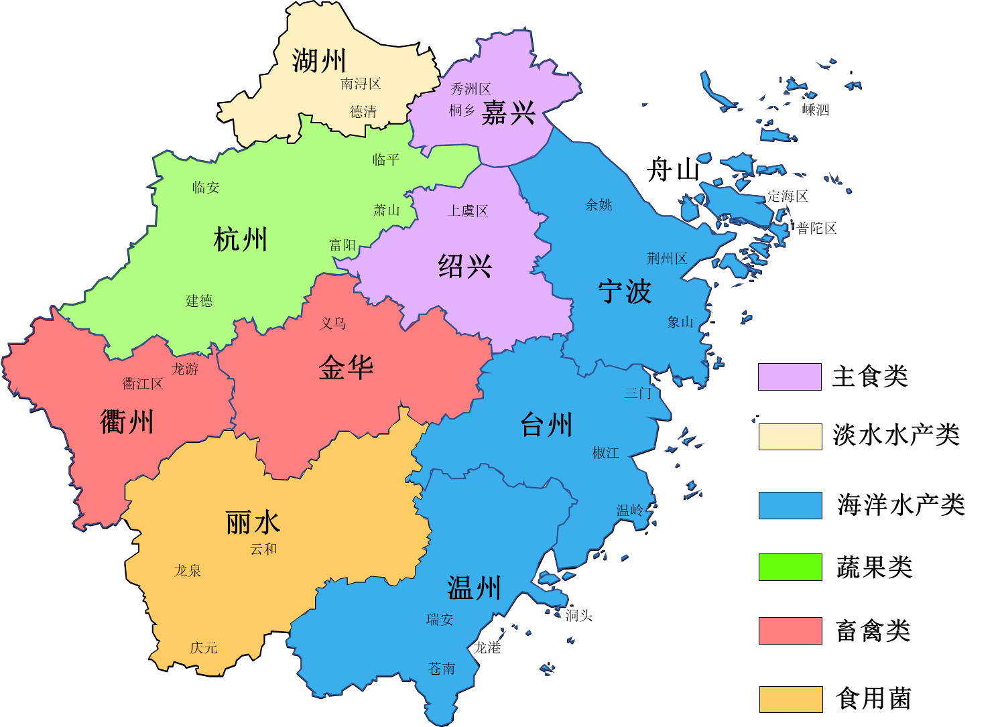 湖州
南浔区
德清
秀洲区
桐乡
嘉兴
嵊泗
舟山
定海区
普陀区
临平
临安
萧山
上虞区
余姚
杭州
富阳
绍兴
荆州区
宁波
建德
义乌
象山
金华
龙游
衢江区
衢州
三门
台州
椒江
温岭
丽水
云和
龙泉
温州
瑞安
洞头
庆元
龙港
苍南
主食类
淡水水产类
海洋水产类
蔬果类
畜禽类
食用菌